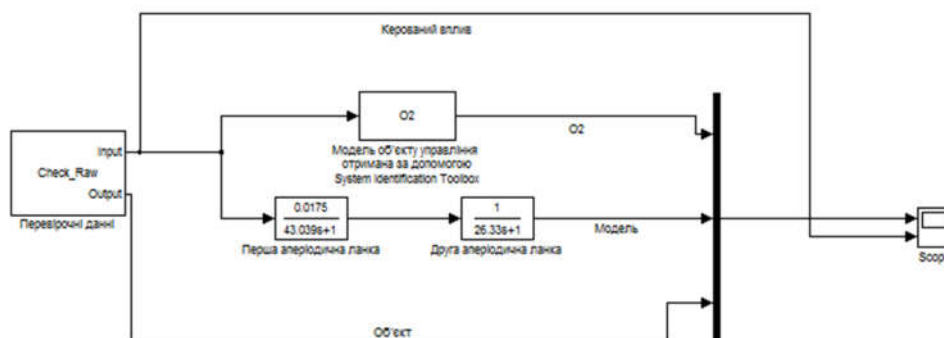 Керований вплив
O2
O2
Модель об'єкту управління
отримана за допомогою
System Identification Toolbox
Input
Check_Raw
Output
Перевірочні данні
0.0175
43.039s+1
Перша аперіодична ланка
1
26.33s+1
Друга аперіодична ланка
Модель
Scop
Об'єкт